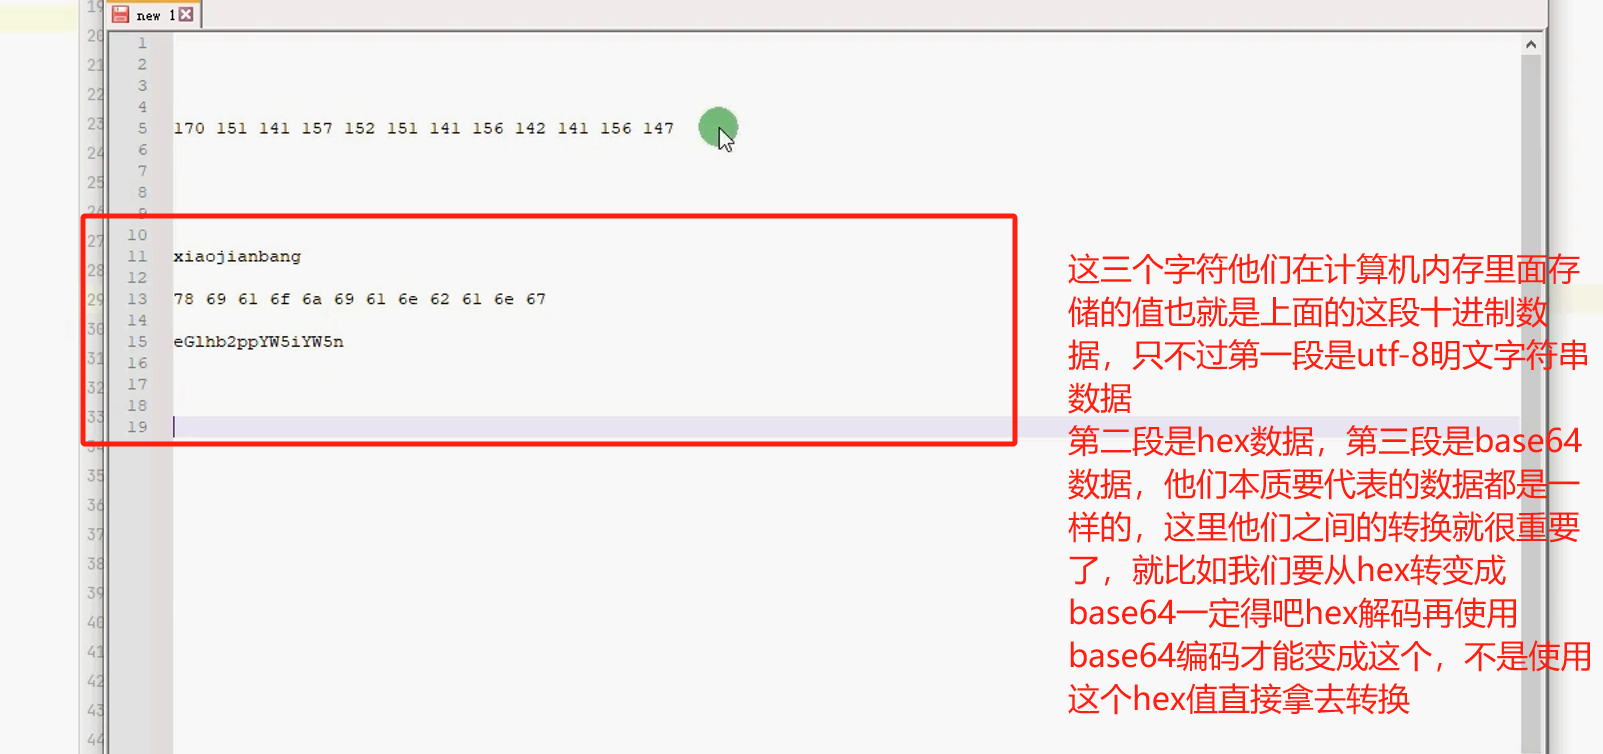 new 1
170 151 141 157 152 151 141 156 142 141 156 147
xiaojianbang
78 69 61 6f 6a 69 61 6e 62 61 6e 67
eGlhb2ppYW5iYW5n
这三个字符他们在计算机内存里面存
储的值也就是上面的这段十进制数
据，只不过第一段是utf-8明文字符串
数据
第二段是hex数据，第三段是base64
数据，他们本质要代表的数据都是一
样的，这里他们之间的转换就很重要
了，就比如我们要从hex转变成
base64一定得吧hex解码再使用
base64编码才能变成这个，不是使用
这个hex值直接拿去转换
19
20
21
22
23
24
25
26
27
28
29
30
31
32
33
34
35
36
37
38
39
40
41
42
43
44
1
2
3
4
5
6
7
8
9
10
11
12
13
14
15
16
17
18
19